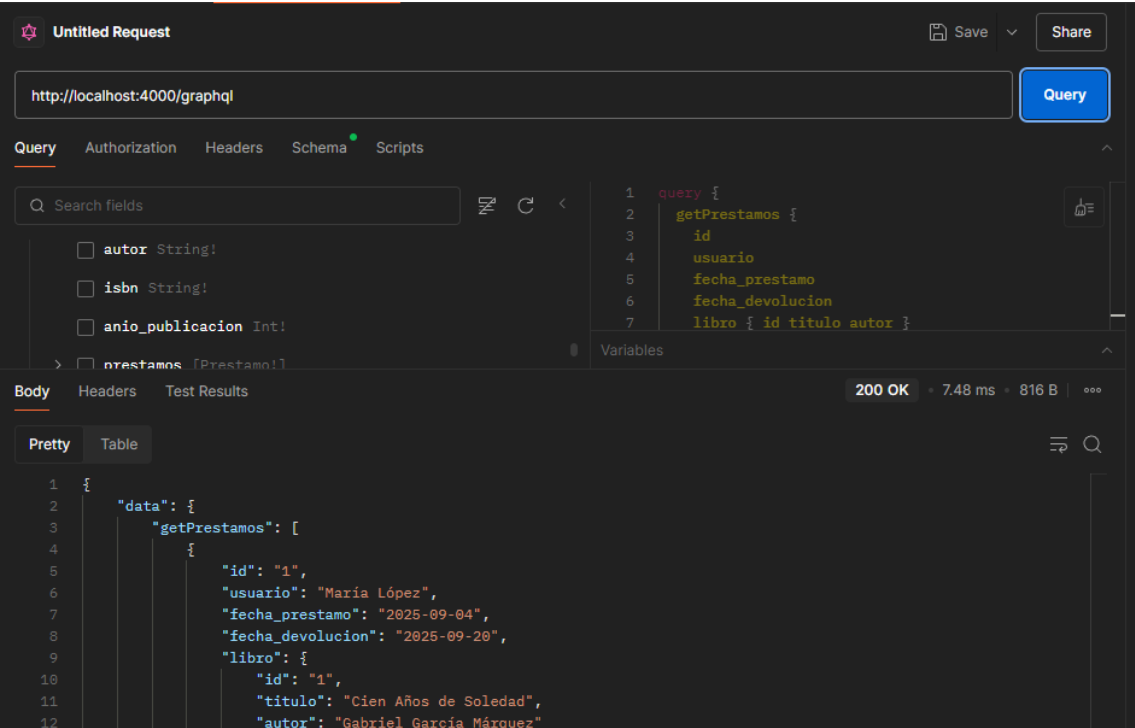 Untitled Request
Save
Share
http://localhost:4000/graphql
Query
Query Authorization Headers Schema Scripts
Search fields
autor String!
isbn String!
anio_publicacion Int!
prestamos [Prestamo!]
1 query {
2 getPrestamos {
3 id
4 usuario
5 fecha_prestamo
6 fecha_devolucion
7 libro { id titulo autor }
Variables
Body Headers Test Results
200 OK • 7.48 ms • 816 B
Pretty Table
1 {
2 "data": {
3 "getPrestamos": [
4 {
5 "id": "1",
6 "usuario": "María López",
7 "fecha_prestamo": "2025-09-04",
8 "fecha_devolucion": "2025-09-20",
9 "libro": {
10 "id": "1",
11 "titulo": "Cien Años de Soledad",
12 "autor": "Gabriel García Márquez"